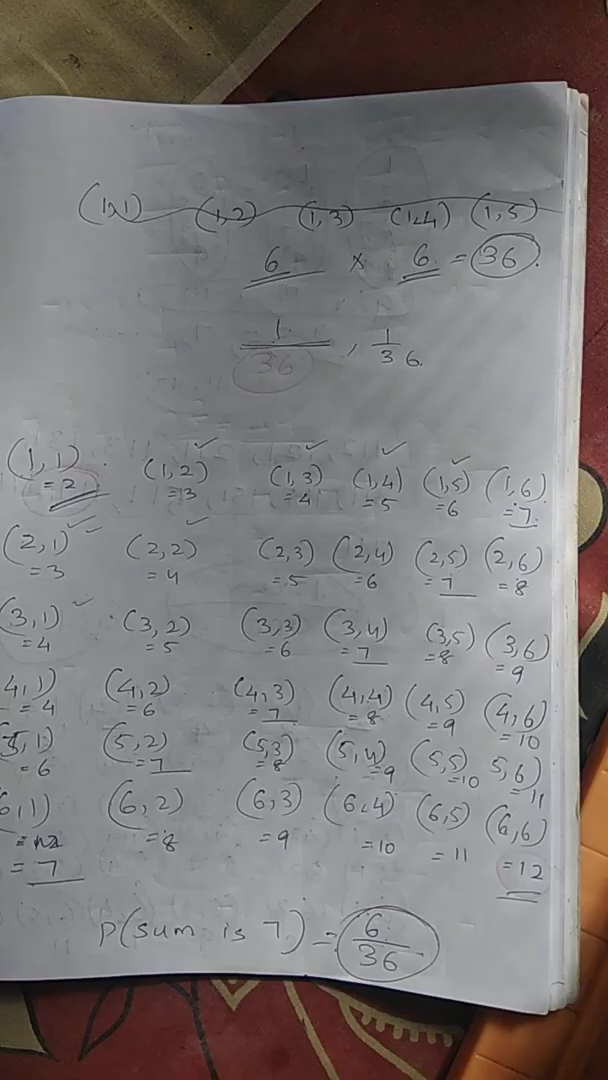 (1,1) (1,2) (1,3) (1,4) (1,5)
6 × 6 = 36.
1/36 , 1/36.
(1,1) (1,2) (1,3) (1,4) (1,5) (1,6)
=2 =3 =4 =5 =6 =7
(2,1) (2,2) (2,3) (2,4) (2,5) (2,6)
=3 =4 =5 =6 =7 =8
(3,1) (3,2) (3,3) (3,4) (3,5) (3,6)
=4 =5 =6 =7 =8 =9
4,1) (4,2) (4,3) (4,4) (4,5) (4,6)
=4 =6 =7 =8 =9 =10
5,1) (5,2) (5,3) (5,4) (5,5) 5,6)
=6 =7 =8 =9 =10 =11
6,1) (6,2) (6,3) (6,4) (6,5) (6,6)
=8 =9 =10 =11 =12
=7
P(sum is 7) = 6/36